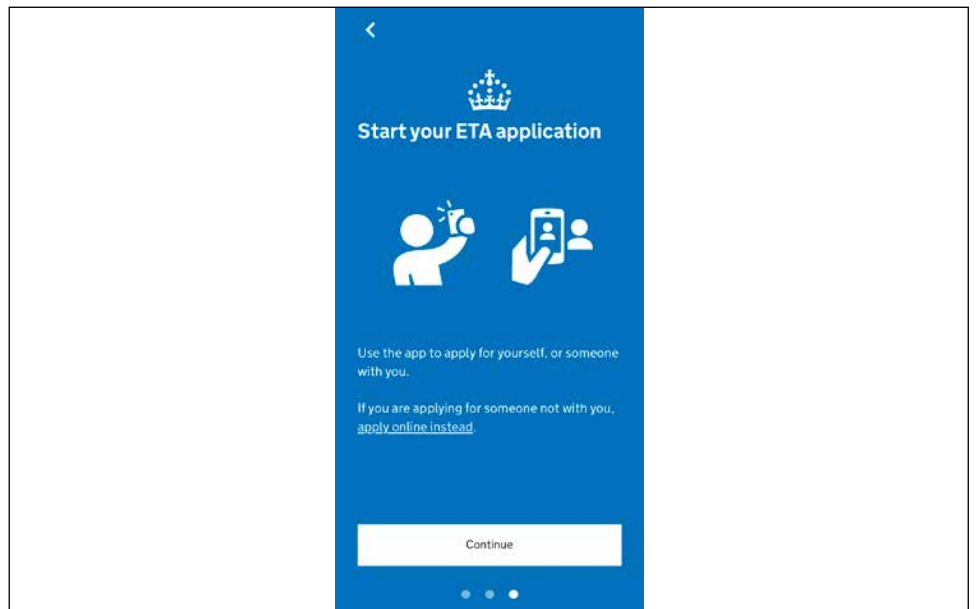 Start your ETA application
Use the app to apply for yourself, or someone
with you.
If you are applying for someone not with you,
apply online instead.
Continue